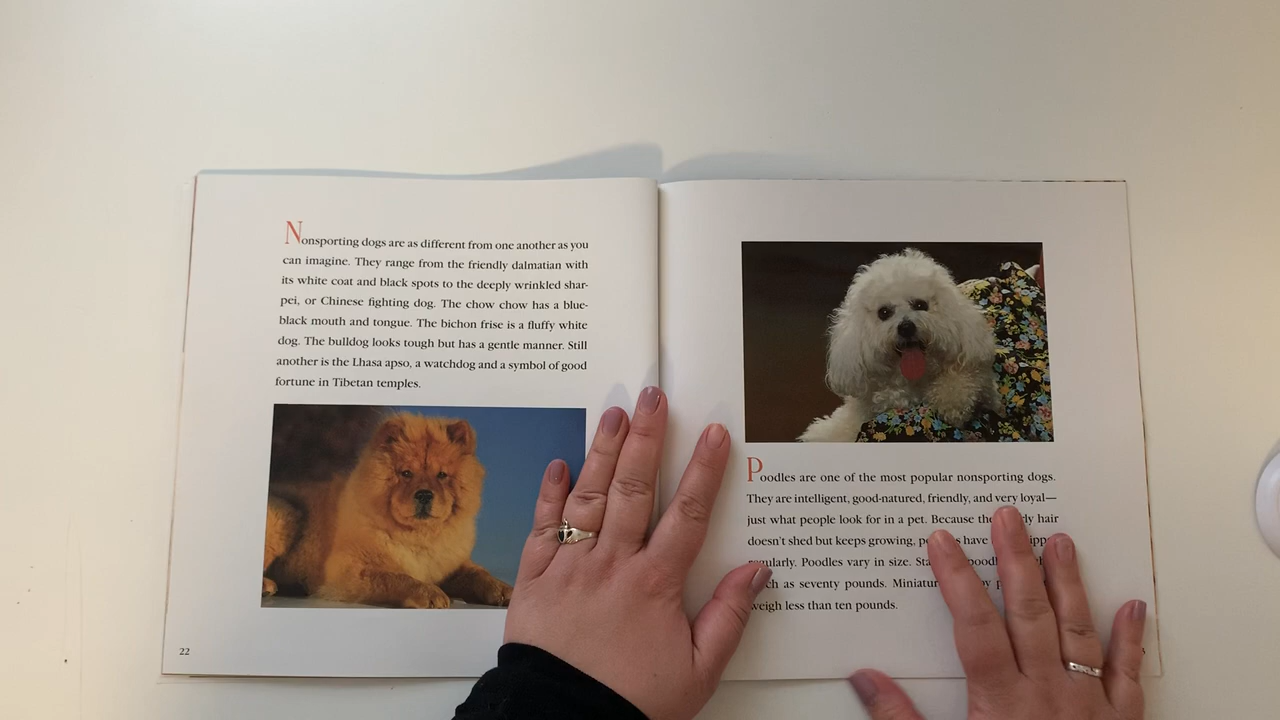 Nonsporting dogs are as different from one another as you
can imagine. They range from the friendly dalmatian with
its white coat and black spots to the deeply wrinkled shar-
pei, or Chinese fighting dog. The chow chow has a blue-
black mouth and tongue. The bichon frise is a fluffy white
dog. The bulldog looks tough but has a gentle manner. Still
another is the Lhasa apso, a watchdog and a symbol of good
fortune in Tibetan temples.
22
Poodles are one of the most popular nonsporting dogs.
They are intelligent, good-natured, friendly, and very loyal—
just what people look for in a pet. Because the hair
doesn't shed but keeps growing, have
regularly. Poodles vary in size.
as seventy pounds.
weigh less than ten pounds.